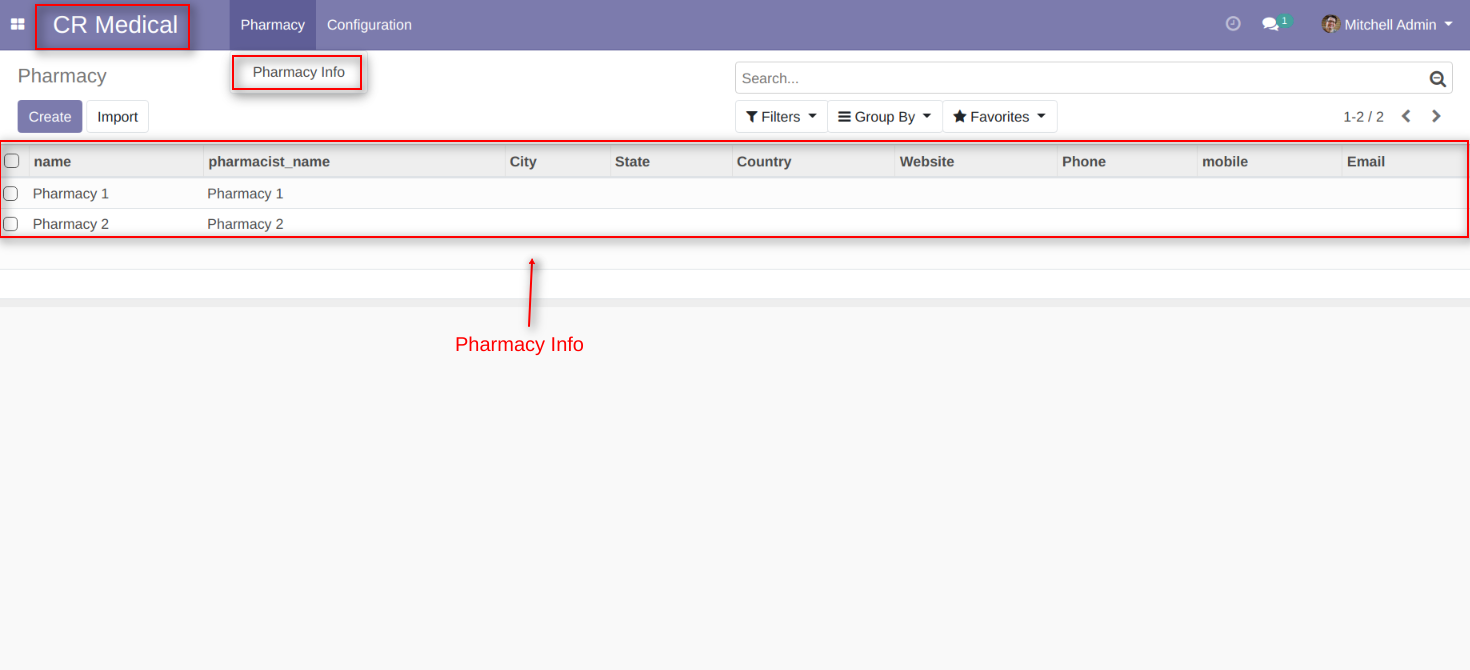 CR Medical Pharmacy Configuration 1 Mitchell Admin
Pharmacy Pharmacy Info Search...
Create Import Filters Group By Favorites 1-2 / 2
name pharmacist_name City State Country Website Phone mobile Email
Pharmacy 1 Pharmacy 1
Pharmacy 2 Pharmacy 2
Pharmacy Info